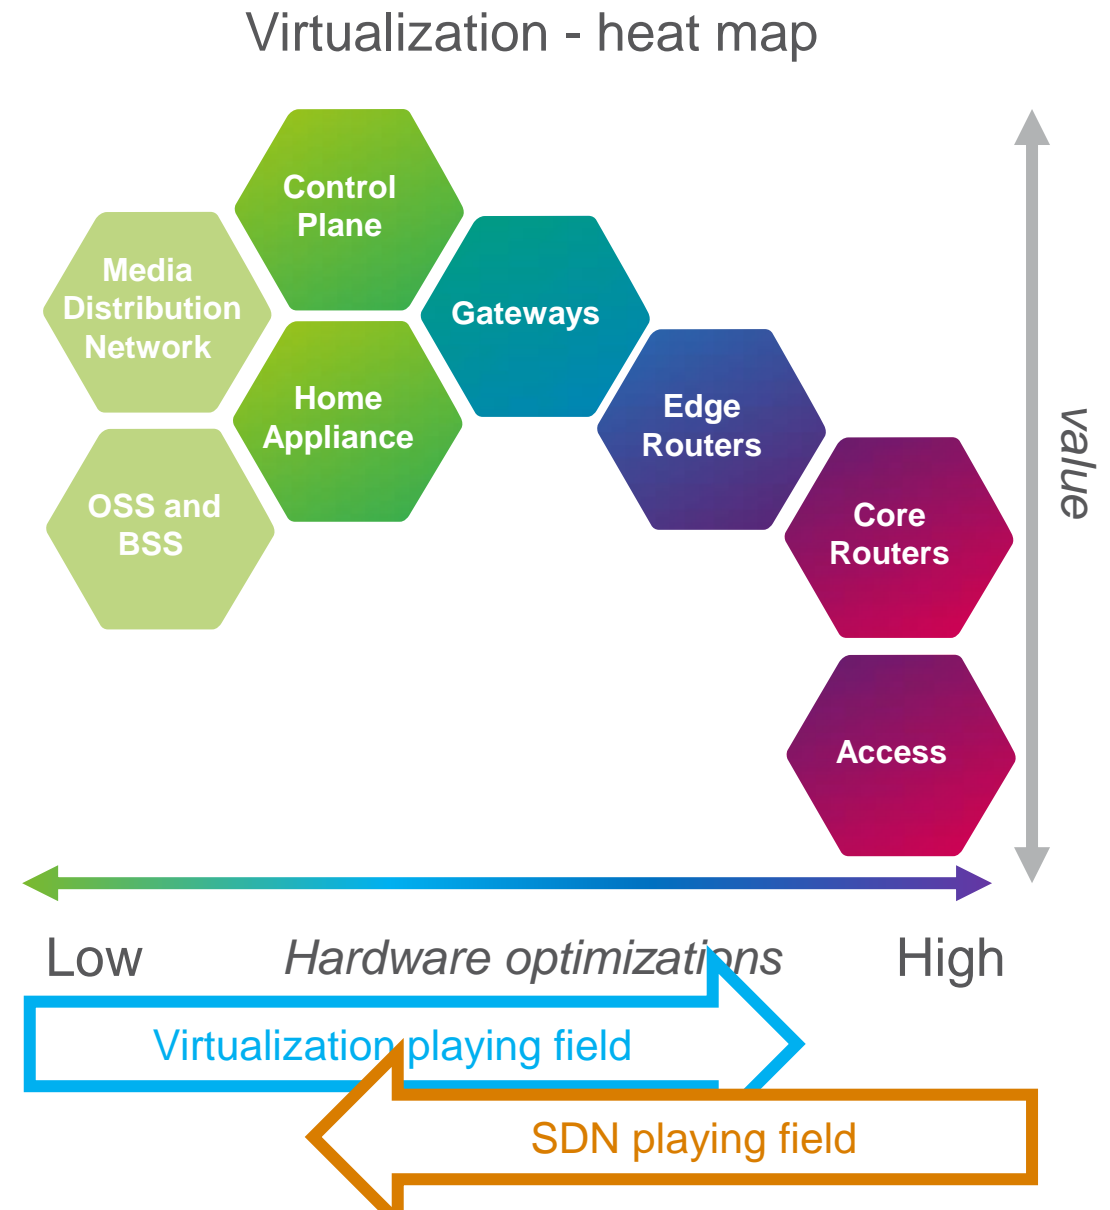 Virtualization - heat map
Control
Plane
Media
Distribution
Network
Gateways
Home
Appliance
Edge
Routers
OSS and
BSS
Core
Routers
Access
value
Low
Hardware optimizations
High
Virtualization playing field
SDN playing field